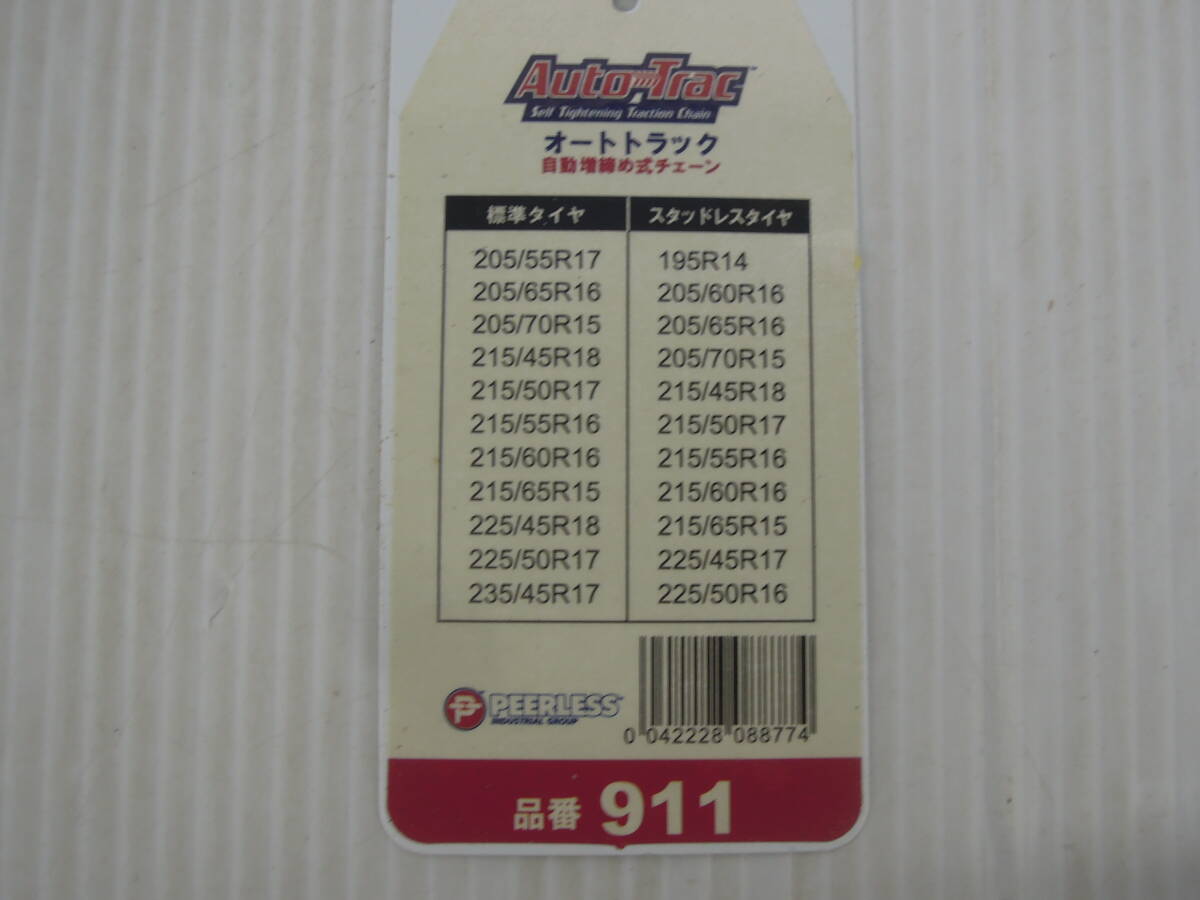 Auto Trac
Self Tightening Traction Chain
オートトラック
自動増締め式チェーン
標準タイヤ スタッドレスタイヤ
205/55R17 195R14
205/65R16 205/60R16
205/70R15 205/65R16
215/45R18 205/70R15
215/50R17 215/45R18
215/55R16 215/50R17
215/60R16 215/55R16
215/65R15 215/60R16
225/45R18 215/65R15
225/50R17 225/45R17
235/45R17 225/50R16
PEERLESS
INDUSTRIAL GROUP
0 042228 088774
品番 911